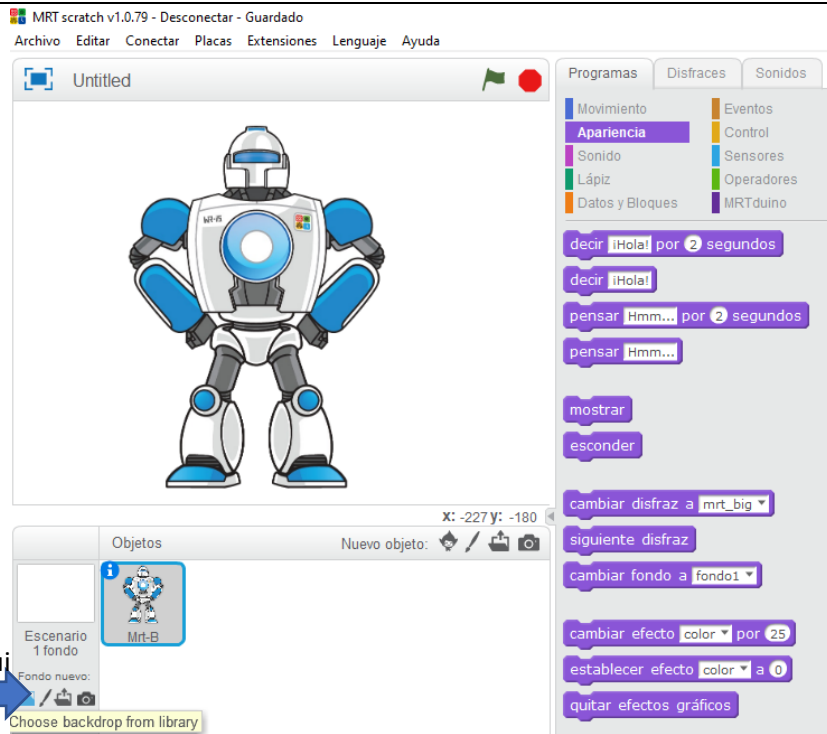 MRT scratch v1.0.79 - Desconectar - Guardado
Archivo Editar Conectar Placas Extensiones Lenguaje Ayuda
Untitled
Programas Disfraces Sonidos
Movimiento Eventos
Apariencia Control
Sonido Sensores
Lápiz Operadores
Datos y Bloques MRTduino
decir ¡Hola! por 2 segundos
decir ¡Hola!
pensar Hmm... por 2 segundos
pensar Hmm...
mostrar
esconder
cambiar disfraz a mrt_big
siguiente disfraz
cambiar fondo a fondo1
cambiar efecto color por 25
establecer efecto color a 0
quitar efectos gráficos
X: -227 Y: -180
Objetos Nuevo objeto:
Mrt-B
Escenario
1 fondo
Fondo nuevo:
Choose backdrop from library